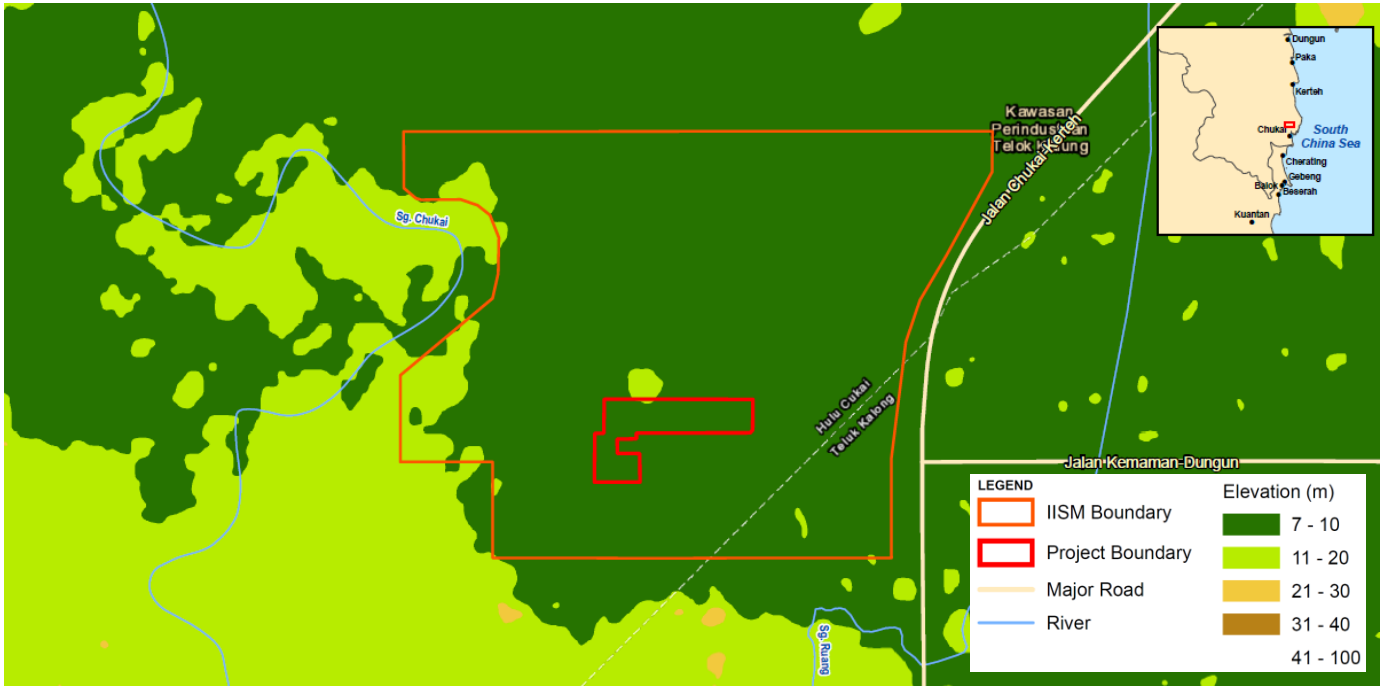 Kawasan
Perindustrian
Telok Kalung
Jalan Chukai-Kerteh
Dungun
Paka
Kerteh
Chukai
South
China Sea
Cherating
Gebeng
Balok
Beserah
Kuantan
Sg. Chukai
Hulu Cukai
Teluk Kalong
Jalan Kemaman-Dungun
LEGEND
IISM Boundary
Project Boundary
Major Road
River
Elevation (m)
7 - 10
11 - 20
21 - 30
31 - 40
41 - 100
Sg. Ruang